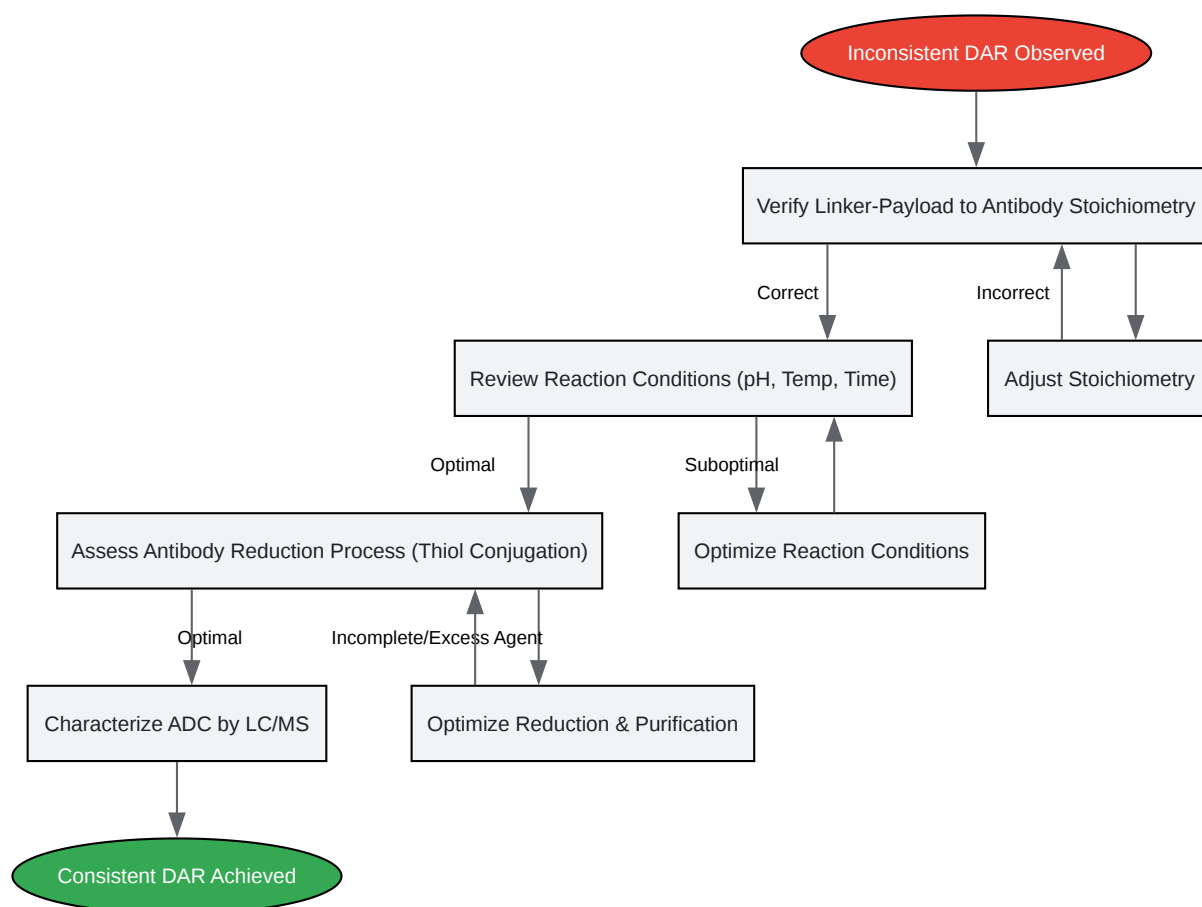 Inconsistent DAR Observed
Verify Linker-Payload to Antibody Stoichiometry
Correct
Incorrect
Review Reaction Conditions (pH, Temp, Time)
Adjust Stoichiometry
Optimal
Suboptimal
Assess Antibody Reduction Process (Thiol Conjugation)
Optimize Reaction Conditions
Optimal
Incomplete/Excess Agent
Characterize ADC by LC/MS
Optimize Reduction & Purification
Consistent DAR Achieved